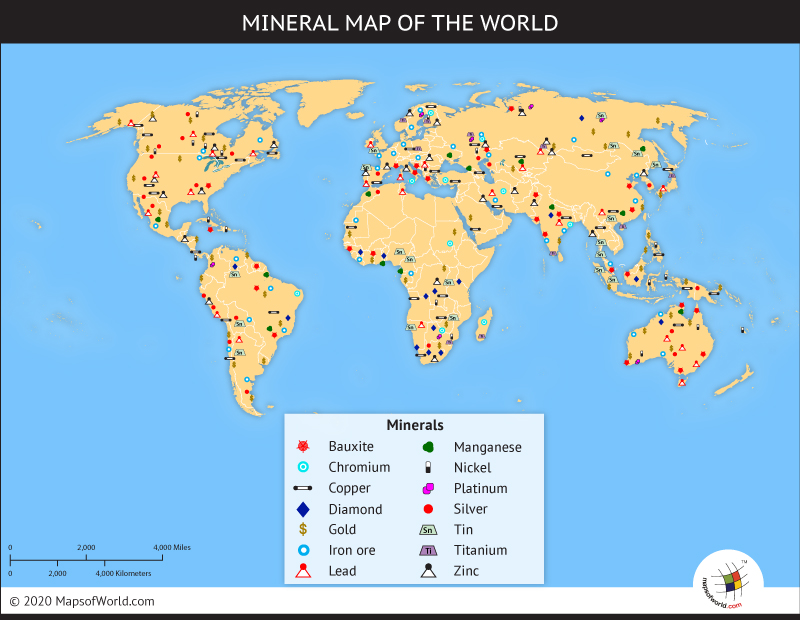 MINERAL MAP OF THE WORLD
Minerals
Bauxite
Manganese
Chromium
Nickel
Copper
Platinum
Diamond
Silver
$ Gold
Sn Tin
Iron ore
Ti Titanium
Lead
Zinc
0 2,000 4,000 Miles
0 2,000 4,000 Kilometers
mapsofworld.com
TM
© 2020 MapsofWorld.com